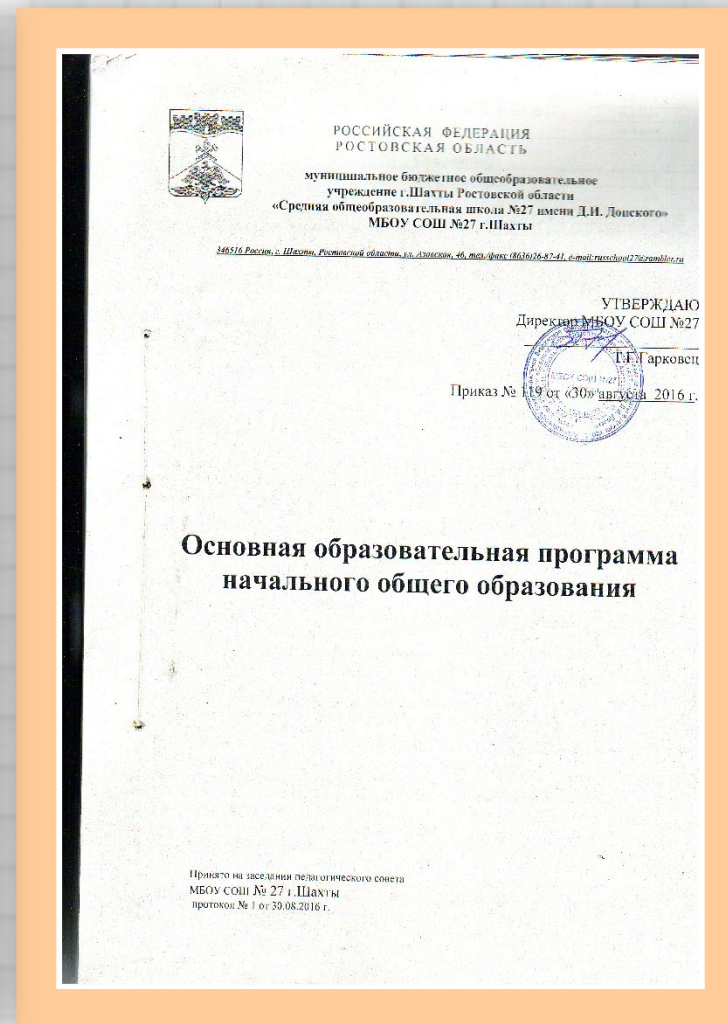 РОССИЙСКАЯ ФЕДЕРАЦИЯ
РОСТОВСКАЯ ОБЛАСТЬ
муниципальное бюджетное общеобразовательное
учреждение г.Шахты Ростовской области
«Средняя общеобразовательная школа №27 имени Д.И. Донского»
МБОУ СОШ №27 г.Шахты
346516 Россия, г. Шахты, Ростовской области, ул. Азовская, 46, тел./факс (8636)26-87-41, e-mail:russchool27@rambler.ru
УТВЕРЖДАЮ
Директор МБОУ СОШ №27
Г.Г.Гарковец
Приказ № 119 от «30» августа 2016 г.
МБОУ СОШ №27
Основная образовательная программа
начального общего образования
Принято на заседании педагогического совета
МБОУ СОШ № 27 г.Шахты
протокол № 1 от 30.08.2016 г.